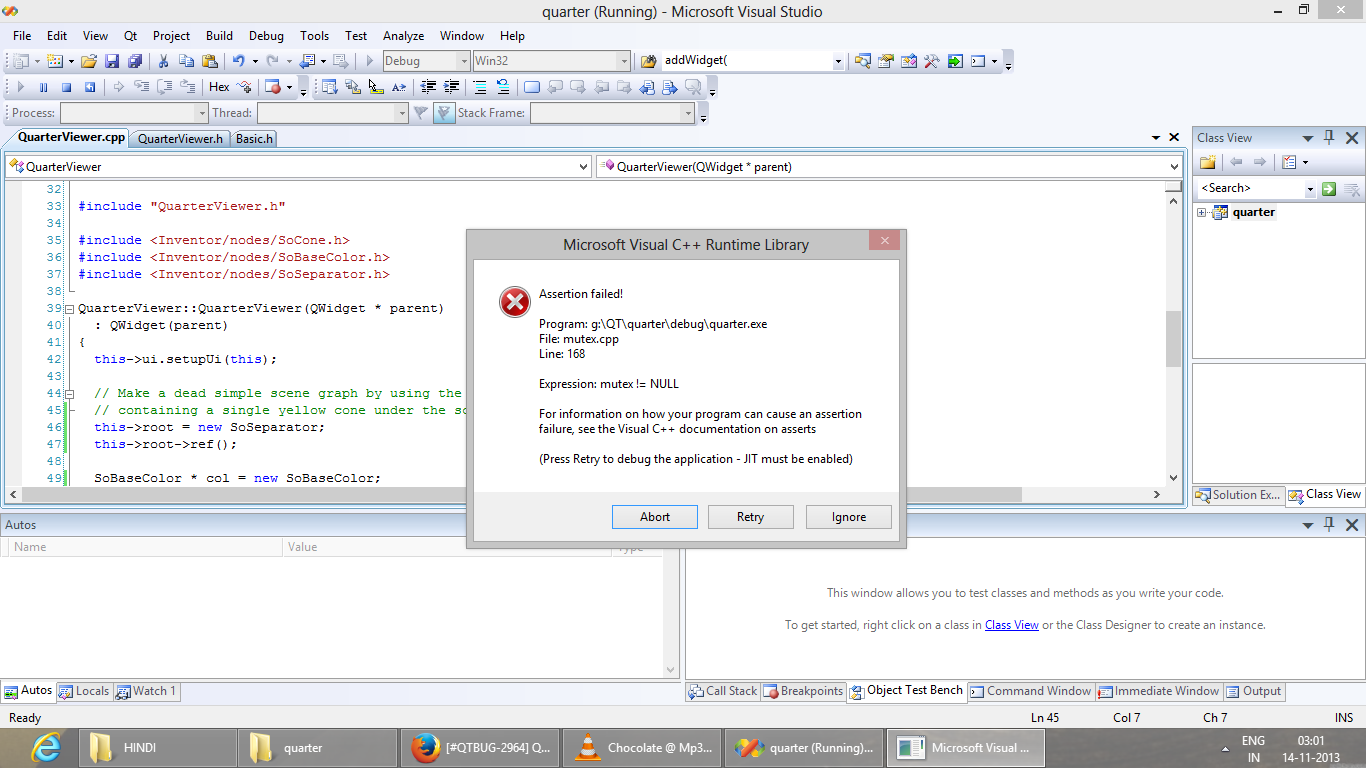 quarter (Running) - Microsoft Visual Studio
File Edit View Qt Project Build Debug Tools Test Analyze Window Help
Debug Win32 addWidget(
Hex
Process: Thread: Stack Frame:
QuarterViewer.cpp QuarterViewer.h Basic.h
QuarterViewer QuarterViewer(QWidget * parent)
32
33 #include "QuarterViewer.h"
34
35 #include <Inventor/nodes/SoCone.h>
36 #include <Inventor/nodes/SoBaseColor.h>
37 #include <Inventor/nodes/SoSeparator.h>
38
39 QuarterViewer::QuarterViewer(QWidget * parent)
40 : QWidget(parent)
41 {
42 this->ui.setupUi(this);
43
44 // Make a dead simple scene graph by using the
45 // containing a single yellow cone under the sc
46 this->root = new SoSeparator;
47 this->root->ref();
48
49 SoBaseColor * col = new SoBaseColor;
Microsoft Visual C++ Runtime Library
Assertion failed!
Program: g:\QT\quarter\debug\quarter.exe
File: mutex.cpp
Line: 168
Expression: mutex != NULL
For information on how your program can cause an assertion
failure, see the Visual C++ documentation on asserts
(Press Retry to debug the application - JIT must be enabled)
Abort Retry Ignore
Class View
<Search>
quarter
Solution Ex... Class View
Autos
Name Value Type
This window allows you to test classes and methods as you write your code.
To get started, right click on a class in Class View or the Class Designer to create an instance.
Autos Locals Watch 1
Call Stack Breakpoints Object Test Bench Command Window Immediate Window Output
Ready Ln 45 Col 7 Ch 7 INS
HINDI quarter [#QTBUG-2964] Q... Chocolate @ Mp3... quarter (Running)... Microsoft Visual ...
ENG 03:01
IN 14-11-2013